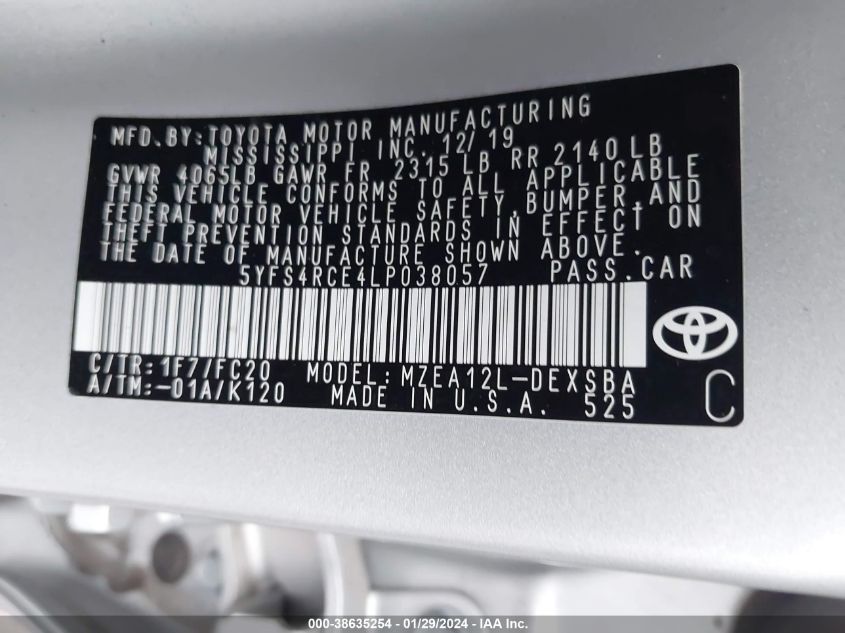 MFD. BY: TOYOTA MOTOR MANUFACTURING
MISSISSIPPI INC. 12/19
GVWR 4065LB GAWR FR 2315 LB RR 2140 LB
THIS VEHICLE CONFORMS TO ALL APPLICABLE
FEDERAL MOTOR VEHICLE SAFETY, BUMPER, AND
THEFT PREVENTION STANDARDS IN EFFECT ON
THE DATE OF MANUFACTURE SHOWN ABOVE.
5YFS4RCE4LP038057 PASS. CAR
C/TR: 1F7/FC20 MODEL: MZEA12L-DEXSBA
A/TM: -01A/K120 MADE IN U.S.A. 525
C
000-38635254 - 01/29/2024 - IAA Inc.